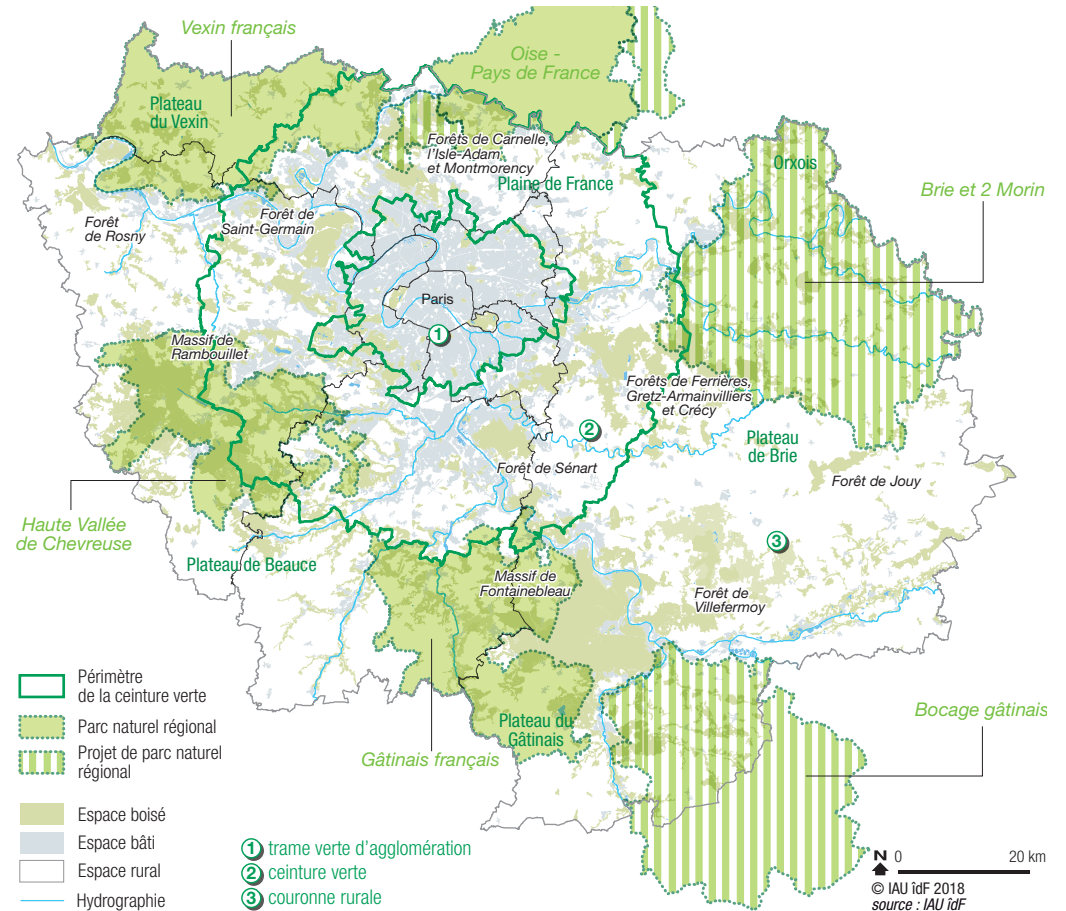 Vexin français
Oise -
Pays de France
Plateau
du Vexin
Forêts de Carnelle,
l'Isle-Adam
et Montmorency
Orxois
Plaine de France
Brie et 2 Morin
Forêt
de Rosny
Forêt de
Saint-Germain
Paris
1
Massif de
Rambouillet
Forêts de Ferrières,
Gretz-Armainvilliers
et Crécy
2
Plateau
de Brie
Forêt de Sénart
Forêt de Jouy
Haute Vallée
de Chevreuse
3
Plateau de Beauce
Massif de
Fontainebleau
Forêt de
Villefermoy
Plateau du
Gâtinais
Bocage gâtinais
Gâtinais français
Périmètre
de la ceinture verte
Parc naturel régional
Projet de parc naturel
régional
Espace boisé
Espace bâti
Espace rural
Hydrographie
1 trame verte d'agglomération
2 ceinture verte
3 couronne rurale
N 0 20 km
© IAU îdF 2018
source : IAU îdF